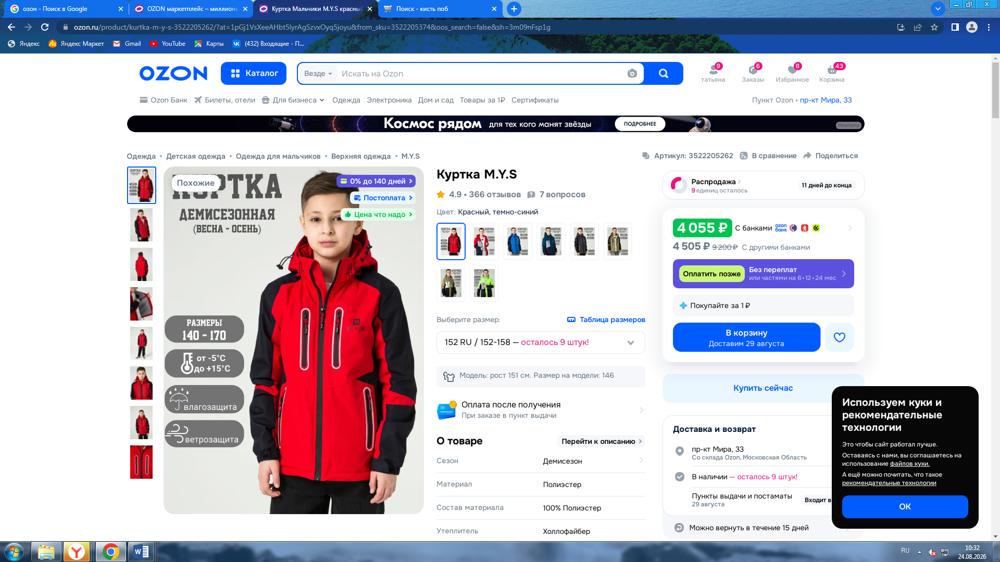 озон - Поиск в Google
OZON маркетплейс – миллионы
Куртка Мальчики M.Y.S красный
Поиск - кисть поб
ozon.ru/product/kurtka-m-y-s-3522205262/?at=1pGj1VsXeeAHbt5lyrAgSzvxOyq5joyu&from_sku=3522205374&oos_search=false&sh=3m09nFsp1g
Яндекс
Яндекс Маркет
Gmail
YouTube
Карты
(432) Входящие - П...
OZON
Каталог
Везде
Искать на Ozon
9
татьяна
6
Заказы
8
Избранное
43
Корзина
Ozon Банк
Билеты, отели
Для бизнеса
Одежда
Электроника
Дом и сад
Товары за 1₽
Сертификаты
Пункт Ozon • пр-кт Мира, 33
Космос рядом для тех кого манят звёзды
ПОДРОБНЕЕ
Реклама
Одежда • Детская одежда • Одежда для мальчиков • Верхняя одежда • M.Y.S
Артикул: 3522205262
В сравнение
Поделиться
Похожие
КУРТКА
ДЕМИСЕЗОННАЯ
(ВЕСНА - ОСЕНЬ)
0% до 140 дней
Постоплата
Цена что надо
РАЗМЕРЫ
140 - 170
от -5°C
до +15°C
влагозащита
ветрозащита
M.Y.S
Куртка M.Y.S
4.9 • 366 отзывов
7 вопросов
Цвет: Красный, темно-синий
Выберите размер:
Таблица размеров
152 RU / 152-158 — осталось 9 штук!
Модель: рост 151 см. Размер на модели: 146
Оплата после получения
При заказе в пункт выдачи
О товаре
Перейти к описанию
Сезон
Демисезон
Материал
Полиэстер
Состав материала
100% Полиэстер
Утеплитель
Холлофайбер
Распродажа
9 единиц осталось
11 дней до конца
4 055 ₽
С банками
ozon банк
4 505 ₽ 9 200 ₽ С другими банками
Оплатить позже
Без переплат
или частями на 6 • 12 • 24 мес
Покупайте за 1 ₽
В корзину
Доставим 29 августа
Купить сейчас
Доставка и возврат
пр-кт Мира, 33
Со склада Ozon, Московская Область
В наличии — осталось 9 штук!
Пункты выдачи и постаматы
29 августа
Входит в
Можно вернуть в течение 15 дней
Используем куки и
рекомендательные
технологии
Это чтобы сайт работал лучше.
Оставаясь с нами, вы соглашаетесь на
использование файлов куки.
А ещё можно почитать, что такое
рекомендательные технологии
OK
RU
10:32
24.08.2026